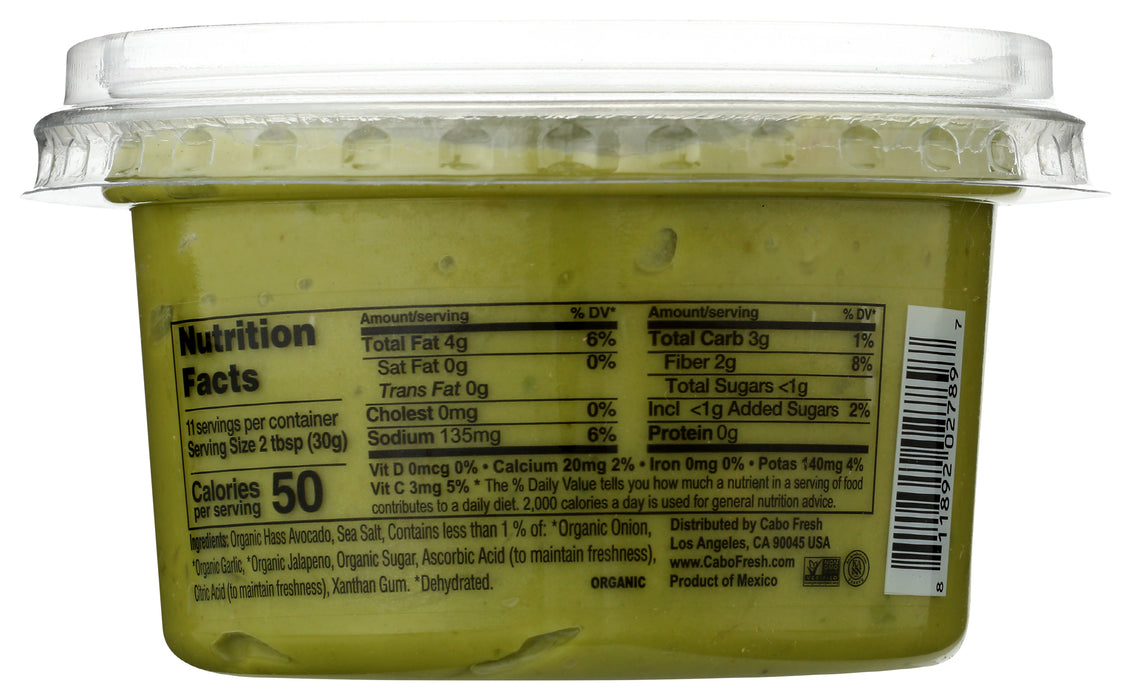 Nutrition
Facts
11 servings per container
Serving Size 2 tbsp (30g)
Calories
per serving 50
Amount/serving % DV*
Total Fat 4g 6%
Sat Fat 0g 0%
Trans Fat 0g
Cholest 0mg 0%
Sodium 135mg 6%
Amount/serving % DV*
Total Carb 3g 1%
Fiber 2g 8%
Total Sugars <1g
Incl <1g Added Sugars 2%
Protein 0g
Vit D 0mcg 0% • Calcium 20mg 2% • Iron 0mg 0% • Potas 140mg 4%
Vit C 3mg 5% * The % Daily Value tells you how much a nutrient in a serving of food
contributes to a daily diet. 2,000 calories a day is used for general nutrition advice.
Ingredients: Organic Hass Avocado, Sea Salt, Contains less than 1 % of: *Organic Onion,
*Organic Garlic, *Organic Jalapeno, Organic Sugar, Ascorbic Acid (to maintain freshness),
Citric Acid (to maintain freshness), Xanthan Gum. *Dehydrated.
ORGANIC
Distributed by Cabo Fresh
Los Angeles, CA 90045 USA
www.CaboFresh.com
Product of Mexico
8 11892 02789 7